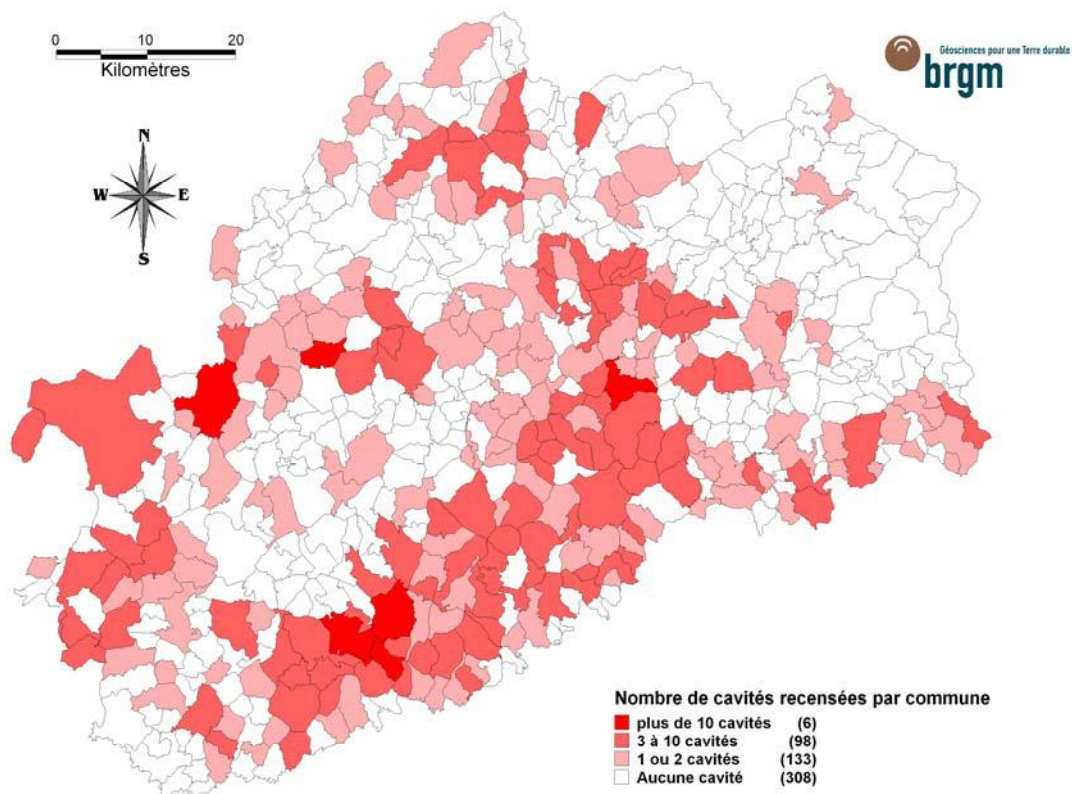 0 10 20
Kilomètres
Géosciences pour une Terre durable
brgm
N
W E
S
Nombre de cavités recensées par commune
plus de 10 cavités (6)
3 à 10 cavités (98)
1 ou 2 cavités (133)
Aucune cavité (308)